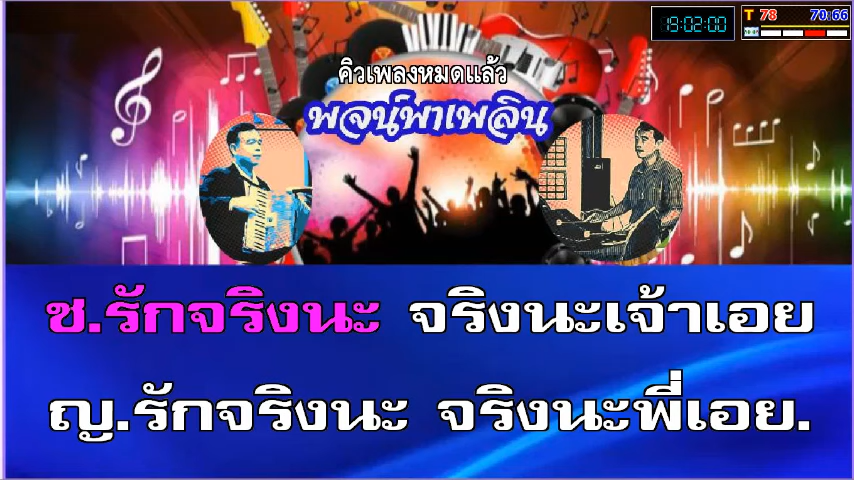 19:02:00
T 78 70:66
คิวเพลงหมดแล้ว
พจน์พาเพลิน
ช.รักจริงนะ จริงนะเจ้าเอย
ญ.รักจริงนะ จริงนะพี่เอย.